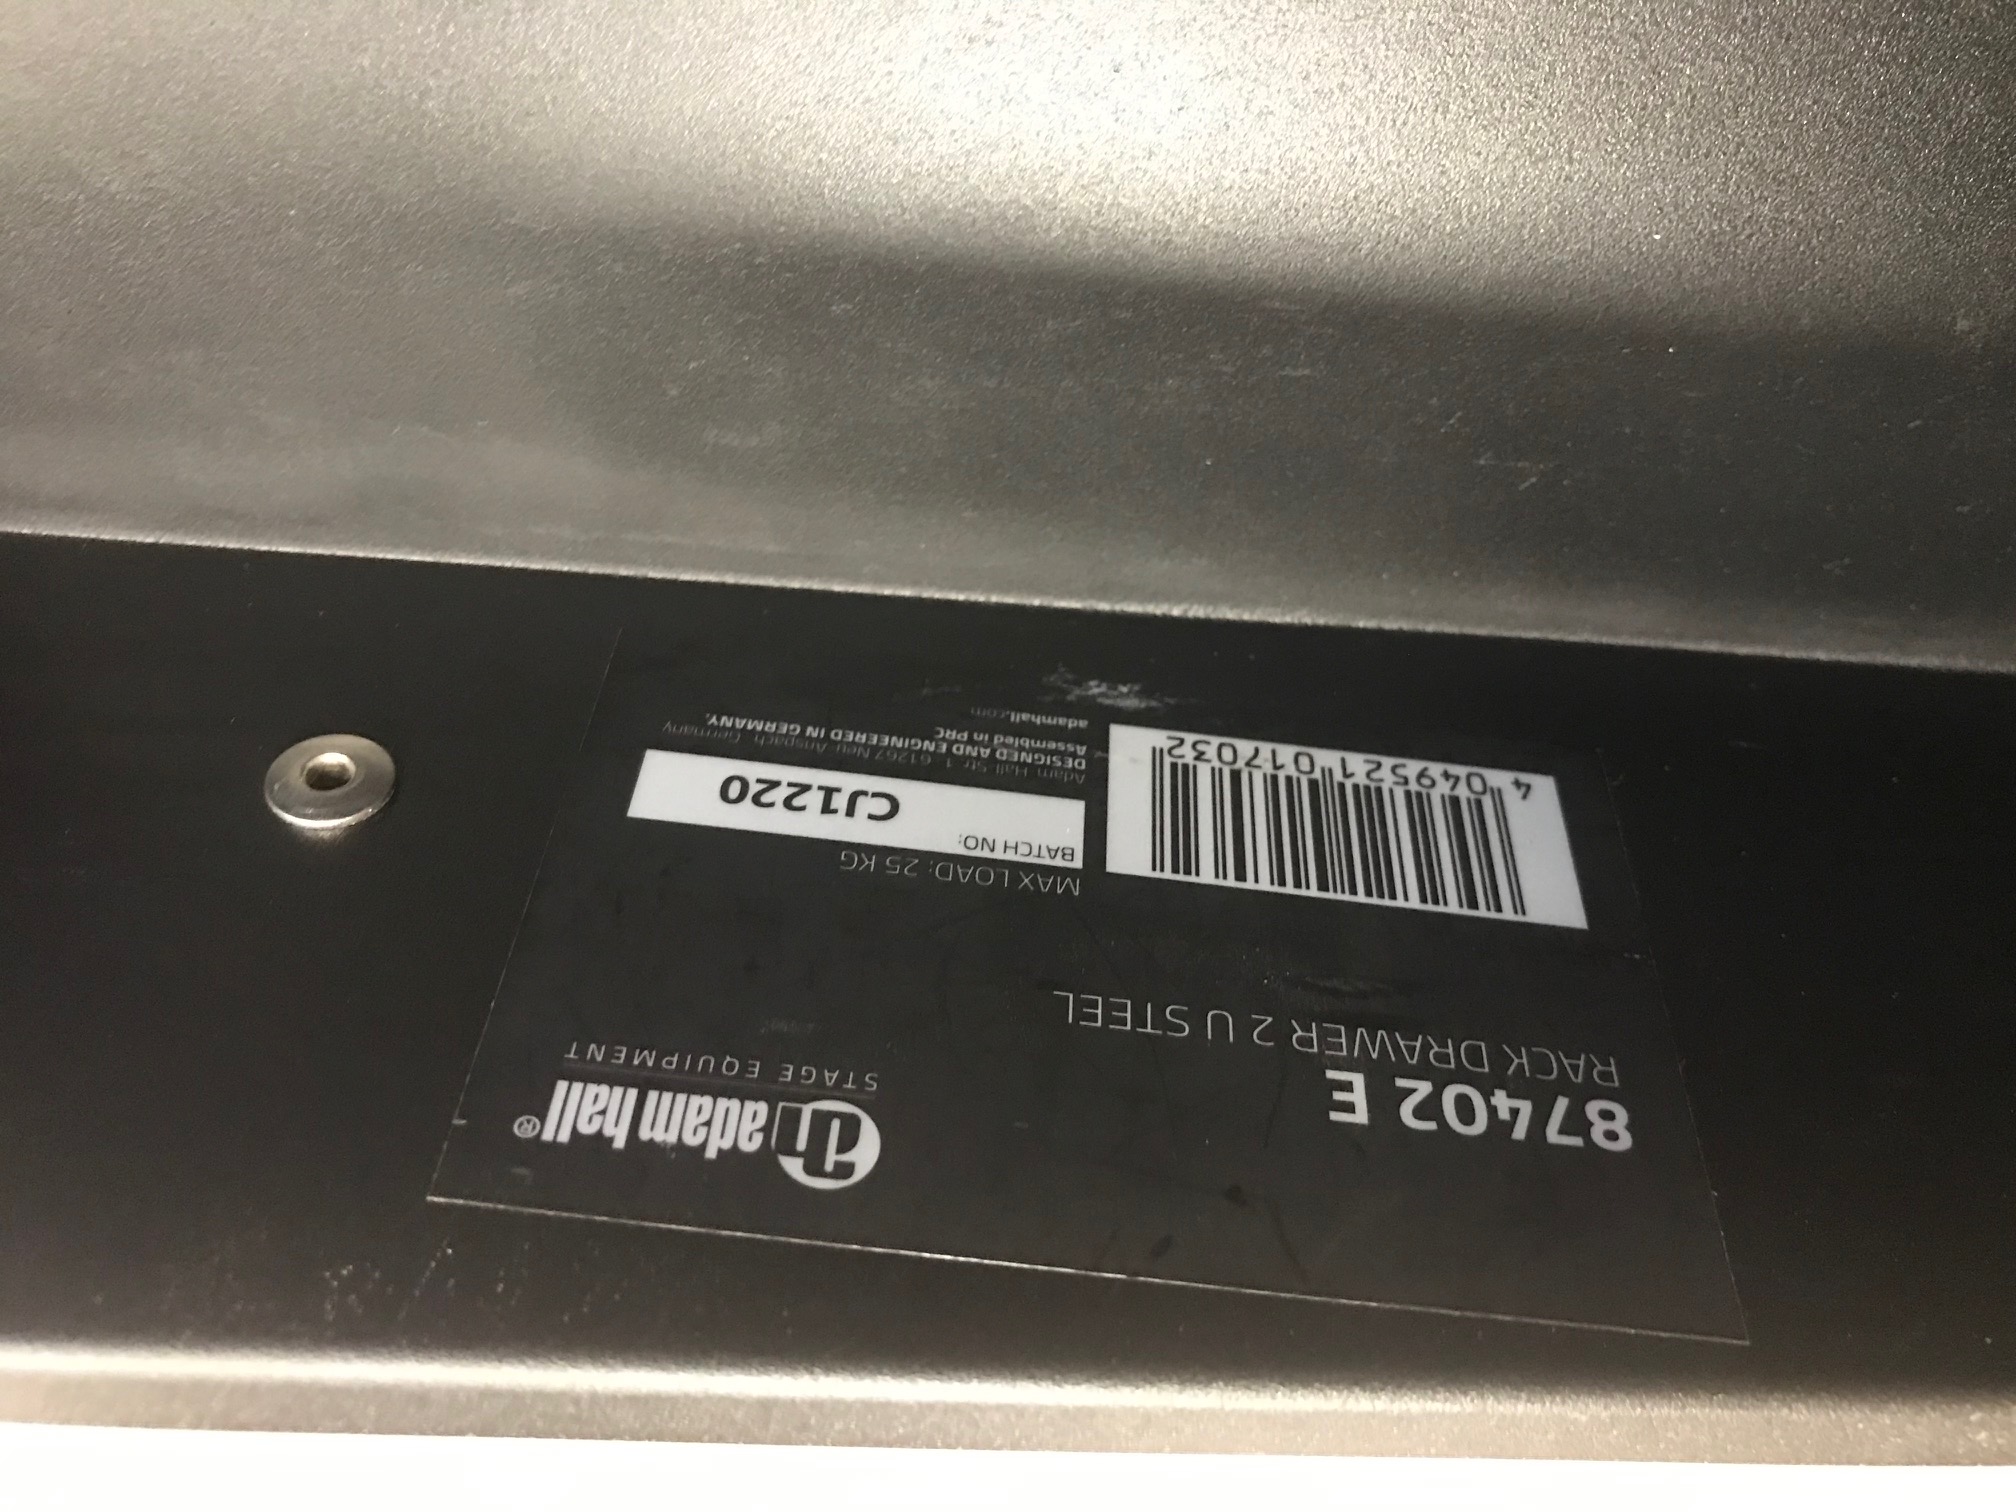 87402 E
RACK DRAWER 2 U STEEL
adam hall®
STAGE EQUIPMENT
4 049521 017032
MAX LOAD: 25 KG
BATCH NO:
CJ1220
Adam-Hall-Str. 1, 61267 Neu-Anspach, Germany
DESIGNED AND ENGINEERED IN GERMANY.
Assembled in PRC
adamhall.com